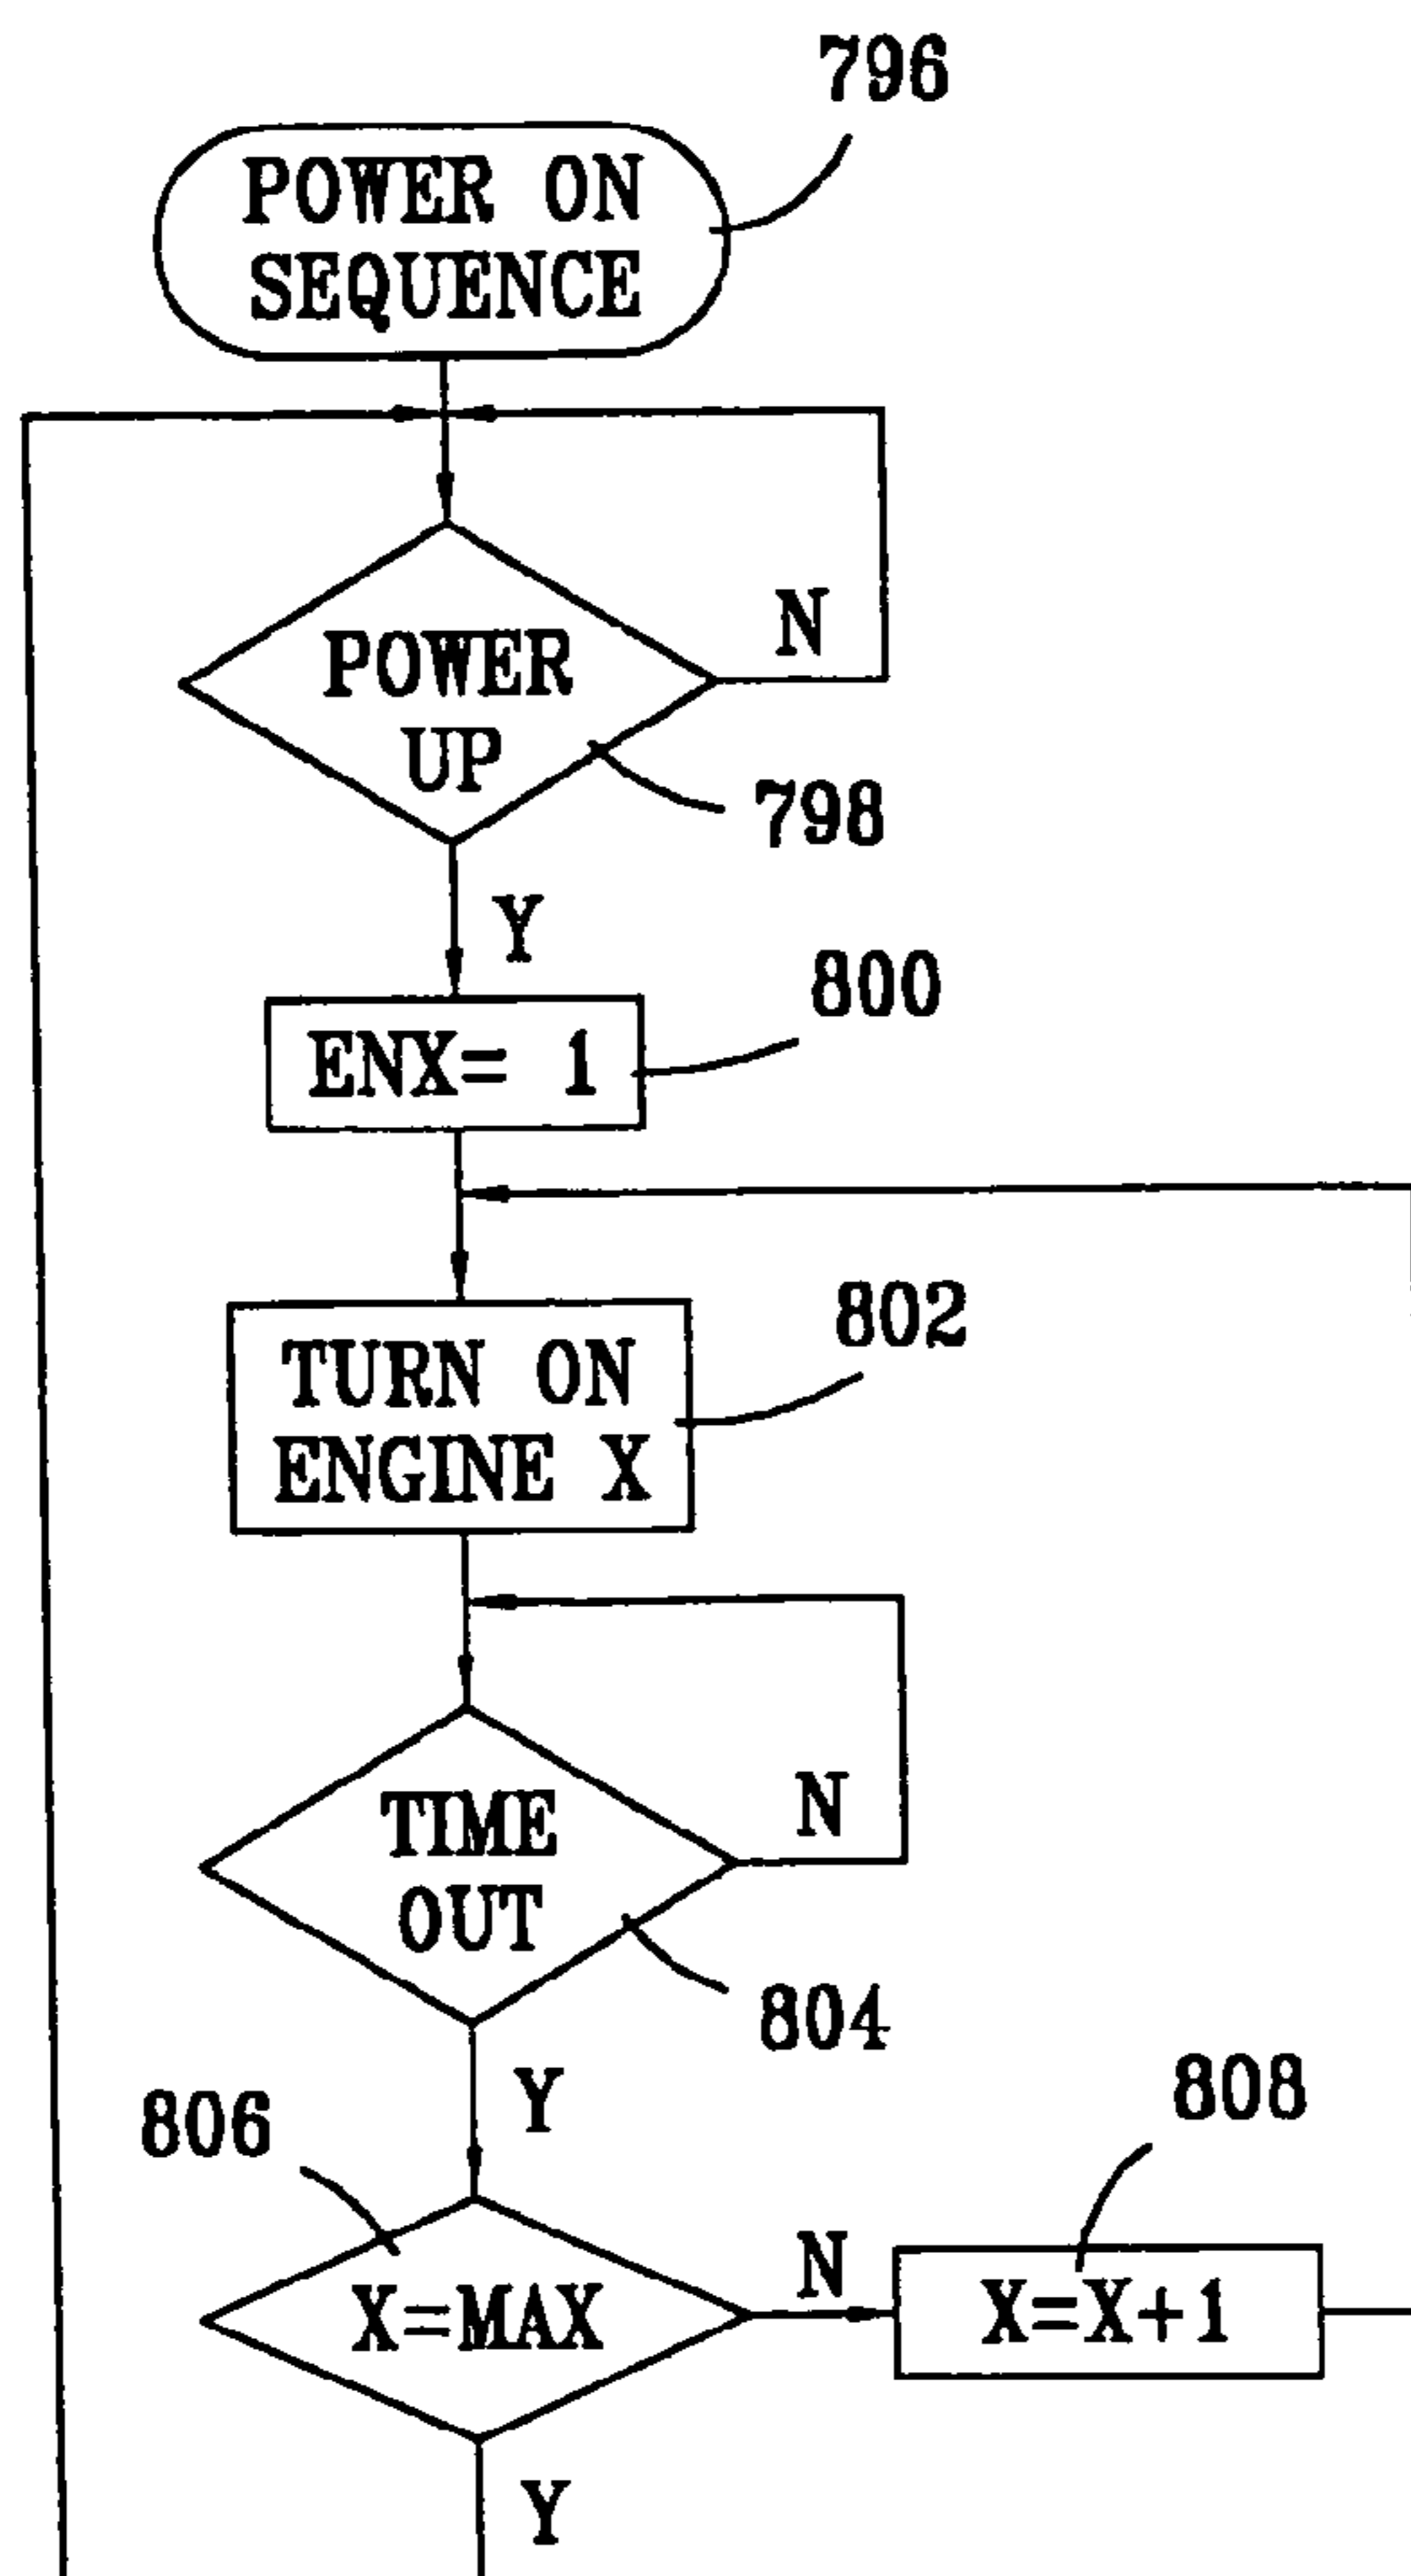 796
POWER ON
SEQUENCE
N
POWER
UP
798
Y
800
ENX= 1
802
TURN ON
ENGINE X
N
TIME
OUT
804
Y
806
808
N
X=MAX
X=X+1
Y